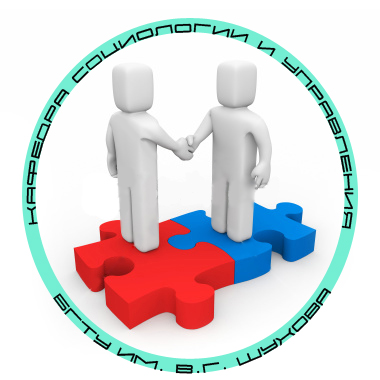 КАФЕДРА СОЦИОЛОГИИ И УПРАВЛЕНИЯ
БГТУ ИМ. В.Г. ШУХОВА